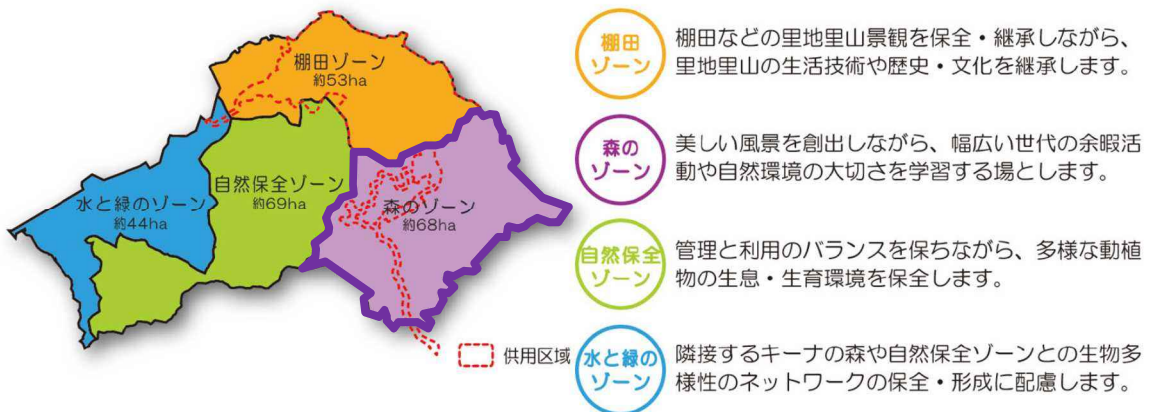 棚田ゾーン
約53ha
自然保全ゾーン
約69ha
水と緑のゾーン
約44ha
森のゾーン
約68ha
供用区域
棚田
ゾーン
棚田などの里地里山景観を保全・継承しながら、
里地里山の生活技術や歴史・文化を継承します。
森の
ゾーン
美しい風景を創出しながら、幅広い世代の余暇活
動や自然環境の大切さを学習する場とします。
自然保全
ゾーン
管理と利用のバランスを保ちながら、多様な動植
物の生息・生育環境を保全します。
水と緑の
ゾーン
隣接するキーナの森や自然保全ゾーンとの生物多
様性のネットワークの保全・形成に配慮します。